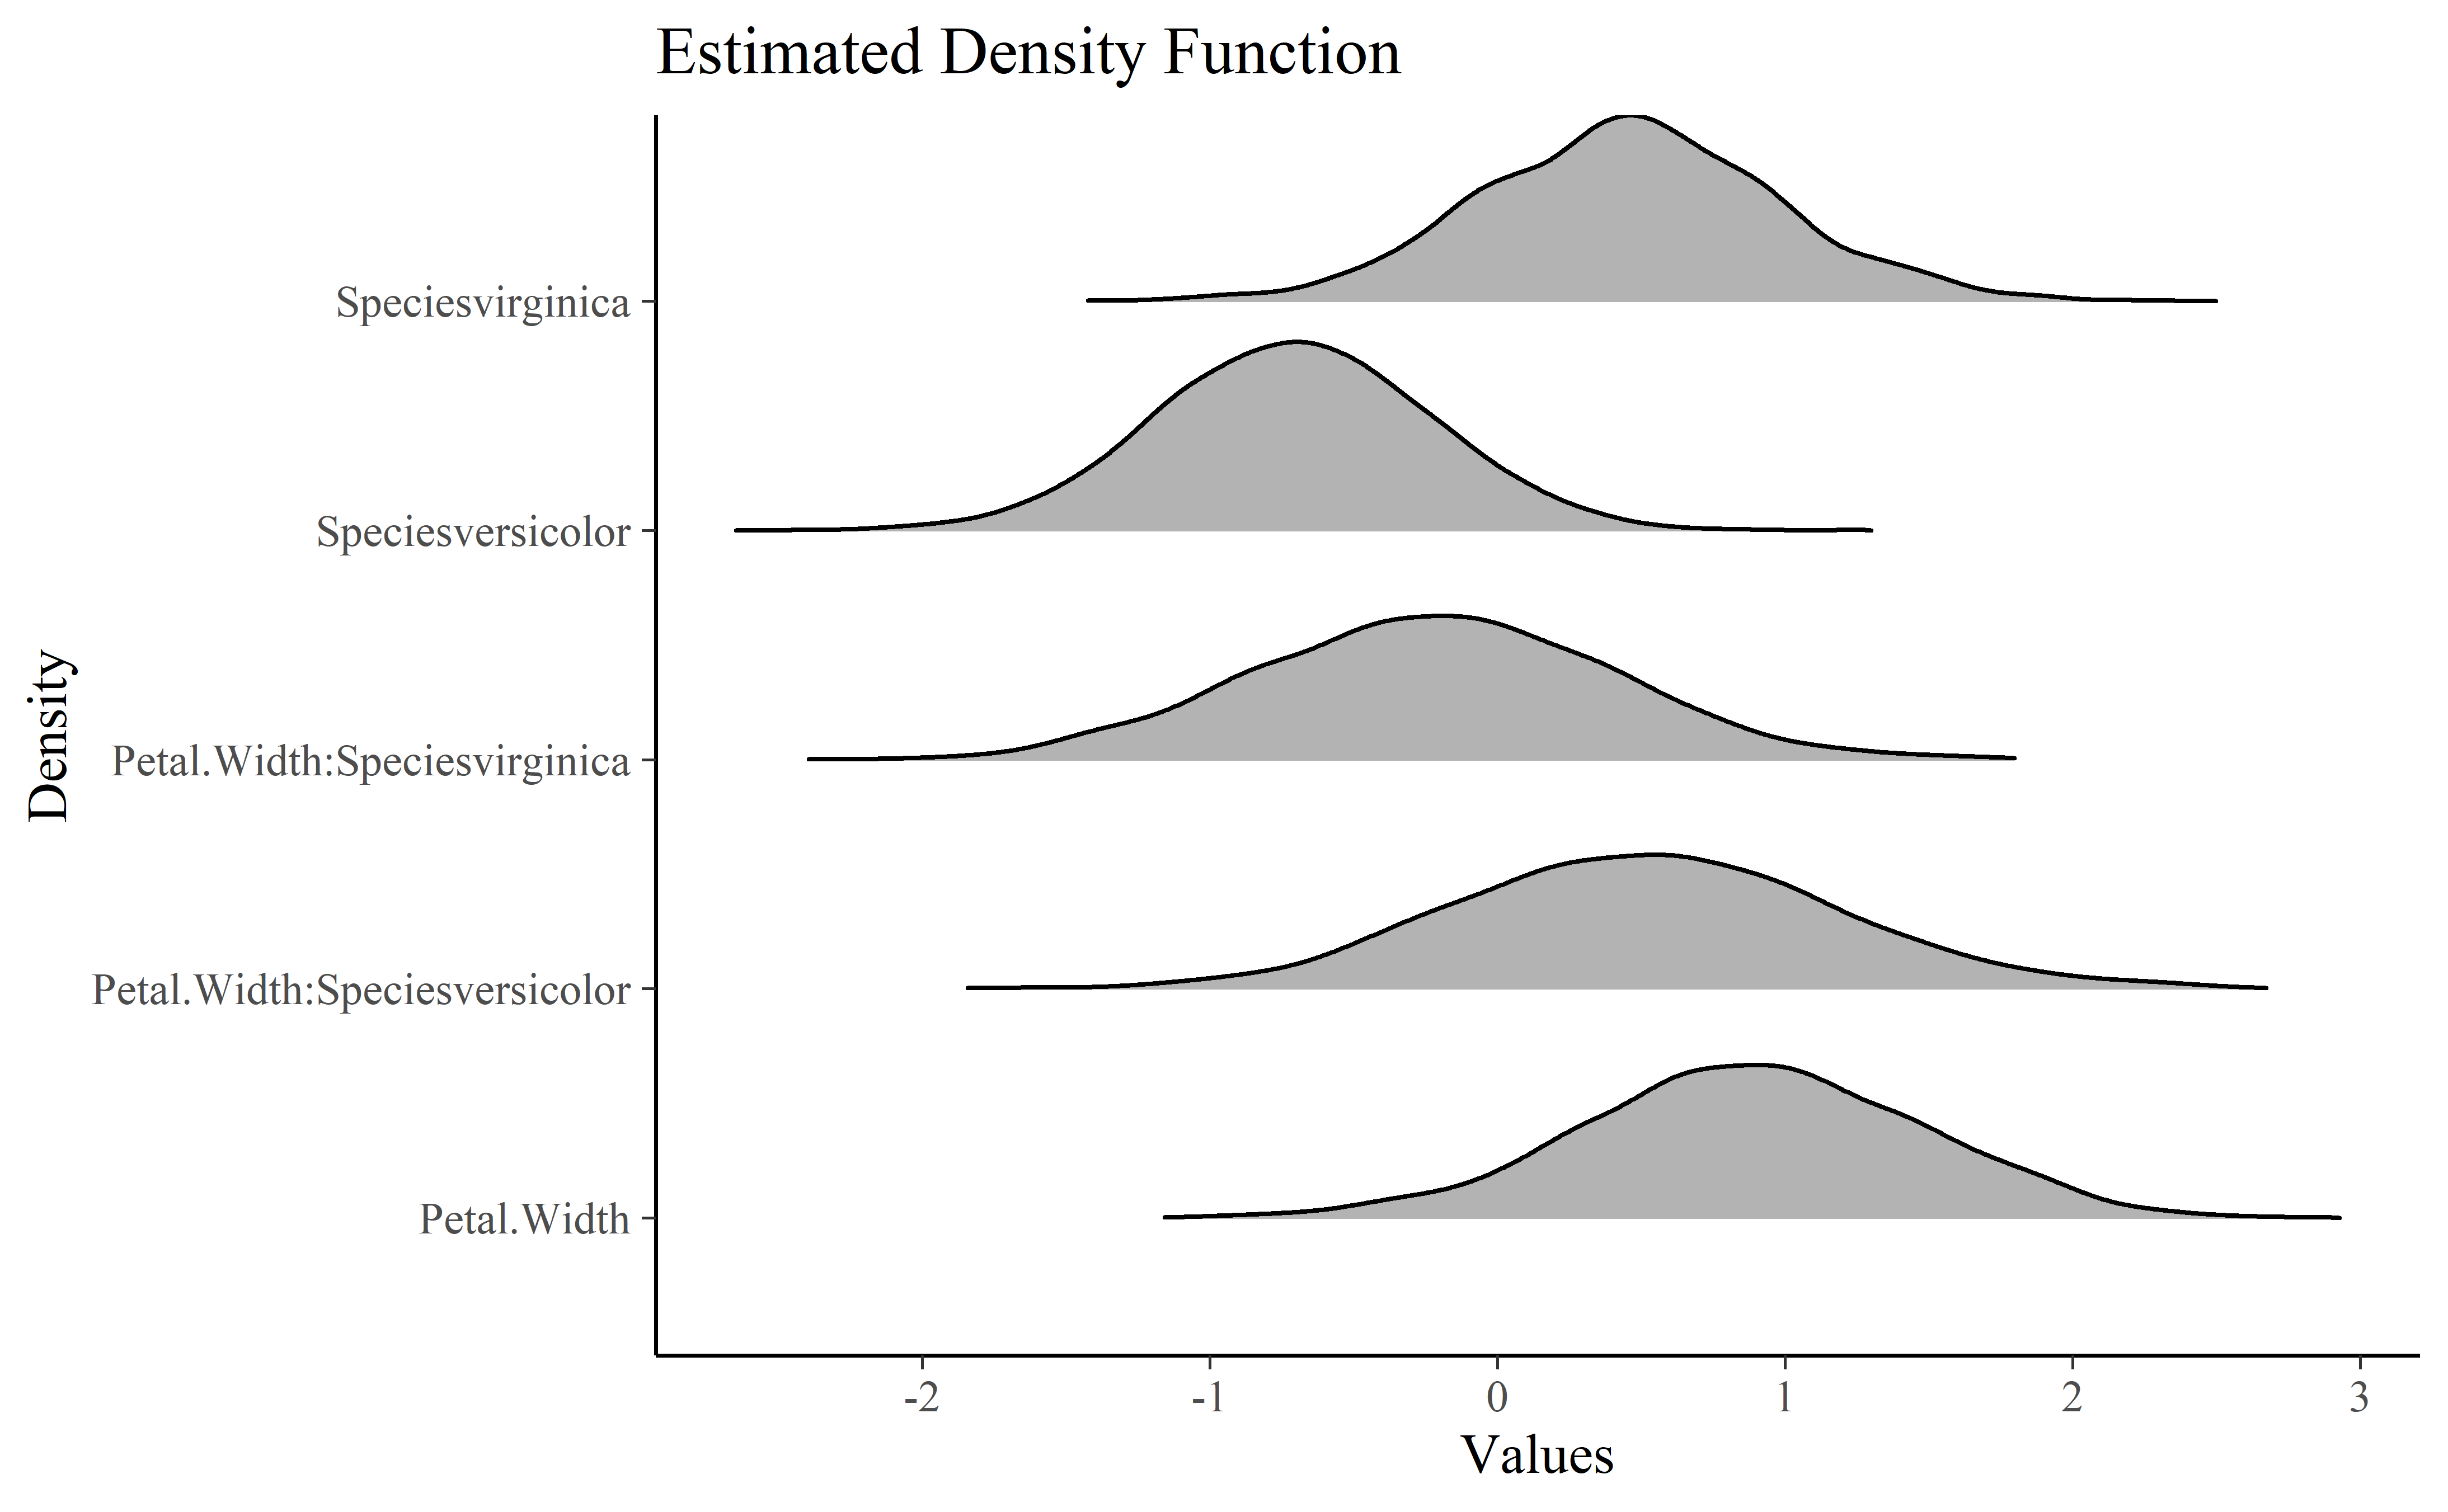 Estimated Density Function
Speciesvirginica
Speciesversicolor
Petal.Width:Speciesvirginica
Petal.Width:Speciesversicolor
Petal.Width
Density
-2 -1 0 1 2 3
Values